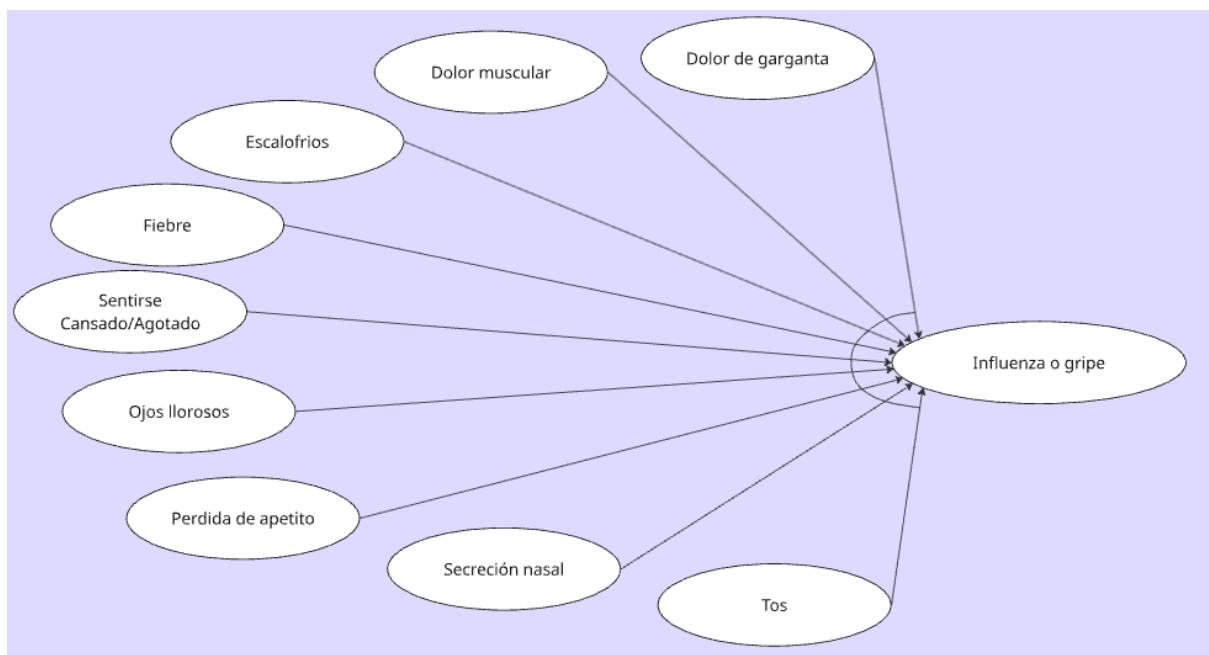 Dolor de garganta
Dolor muscular
Escalofrios
Fiebre
Sentirse
Cansado/Agotado
Influenza o gripe
Ojos llorosos
Perdida de apetito
Secreción nasal
Tos